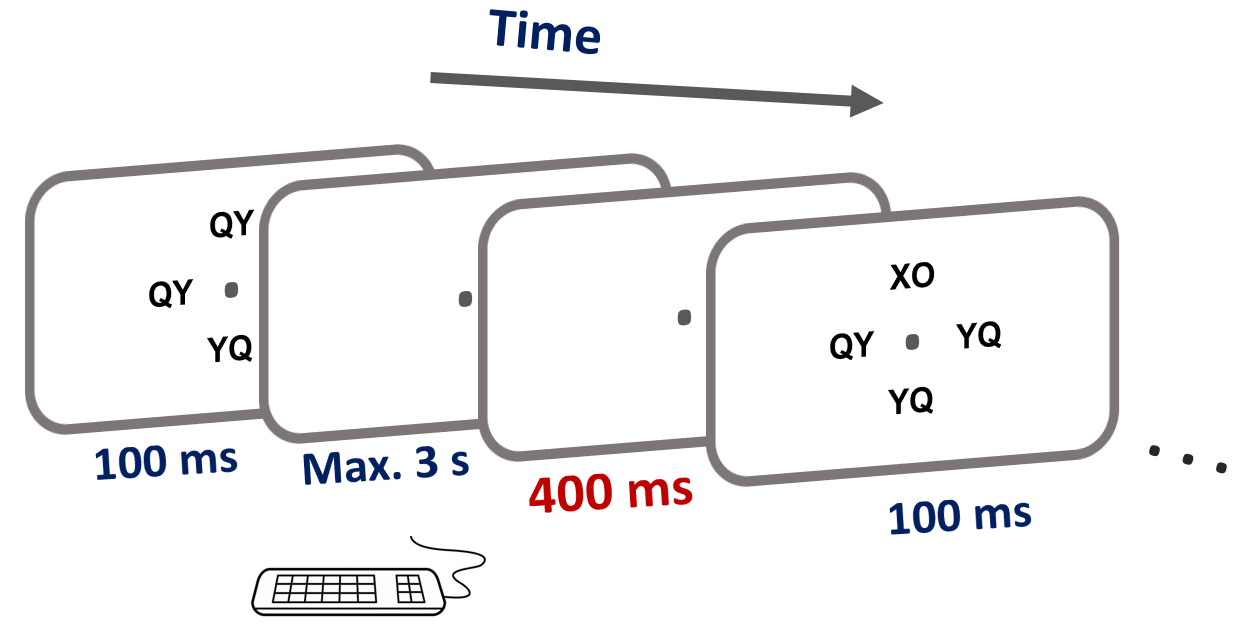 Time
QY
QY
YQ
XO
QY YQ
YQ
100 ms
Max. 3 s
400 ms
100 ms